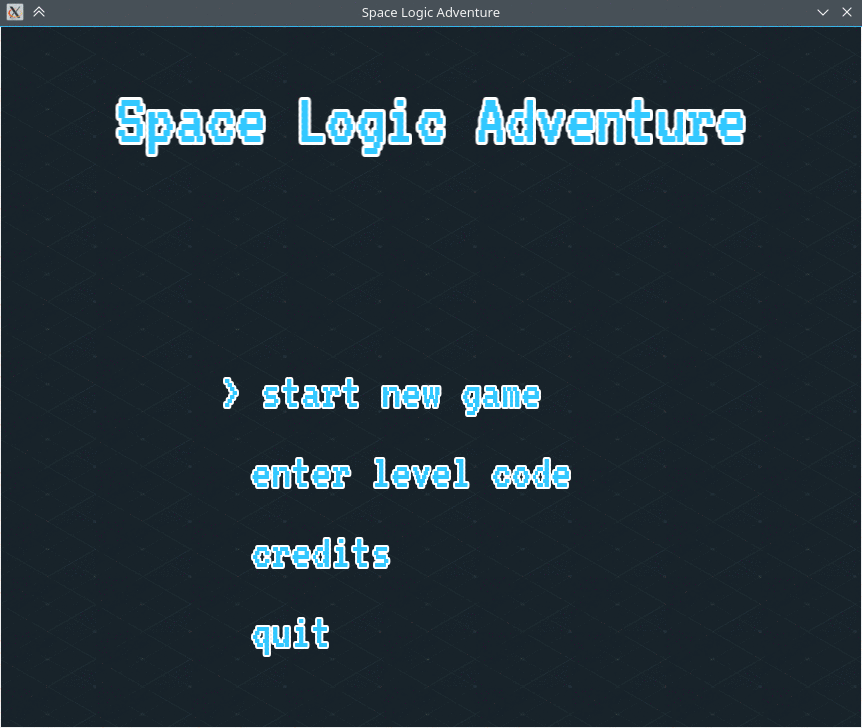 Space Logic Adventure
Space Logic Adventure
> start new game
enter level code
credits
quit